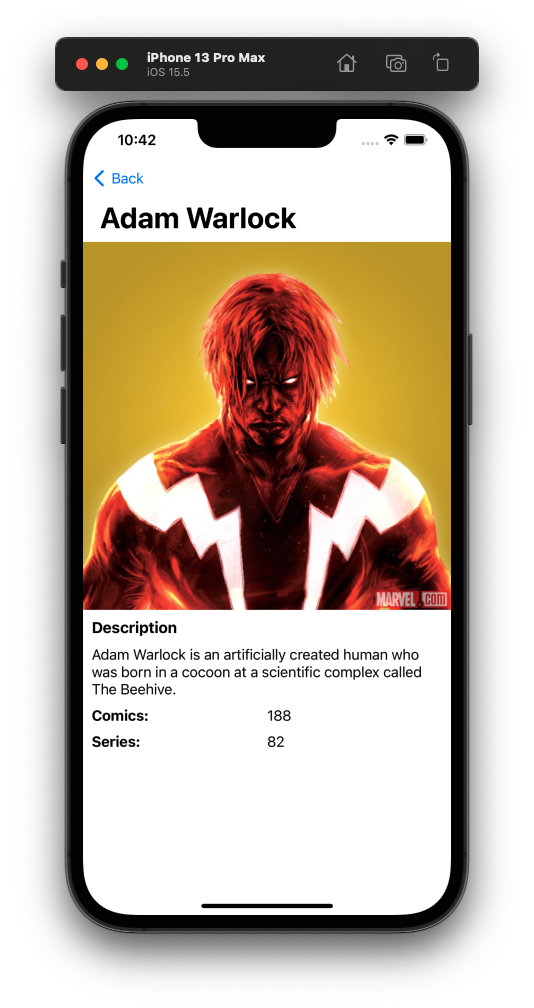 iPhone 13 Pro Max
iOS 15.5
10:42
Back
Adam Warlock
MARVEL.com
Description
Adam Warlock is an artificially created human who
was born in a cocoon at a scientific complex called
The Beehive.
Comics: 188
Series: 82